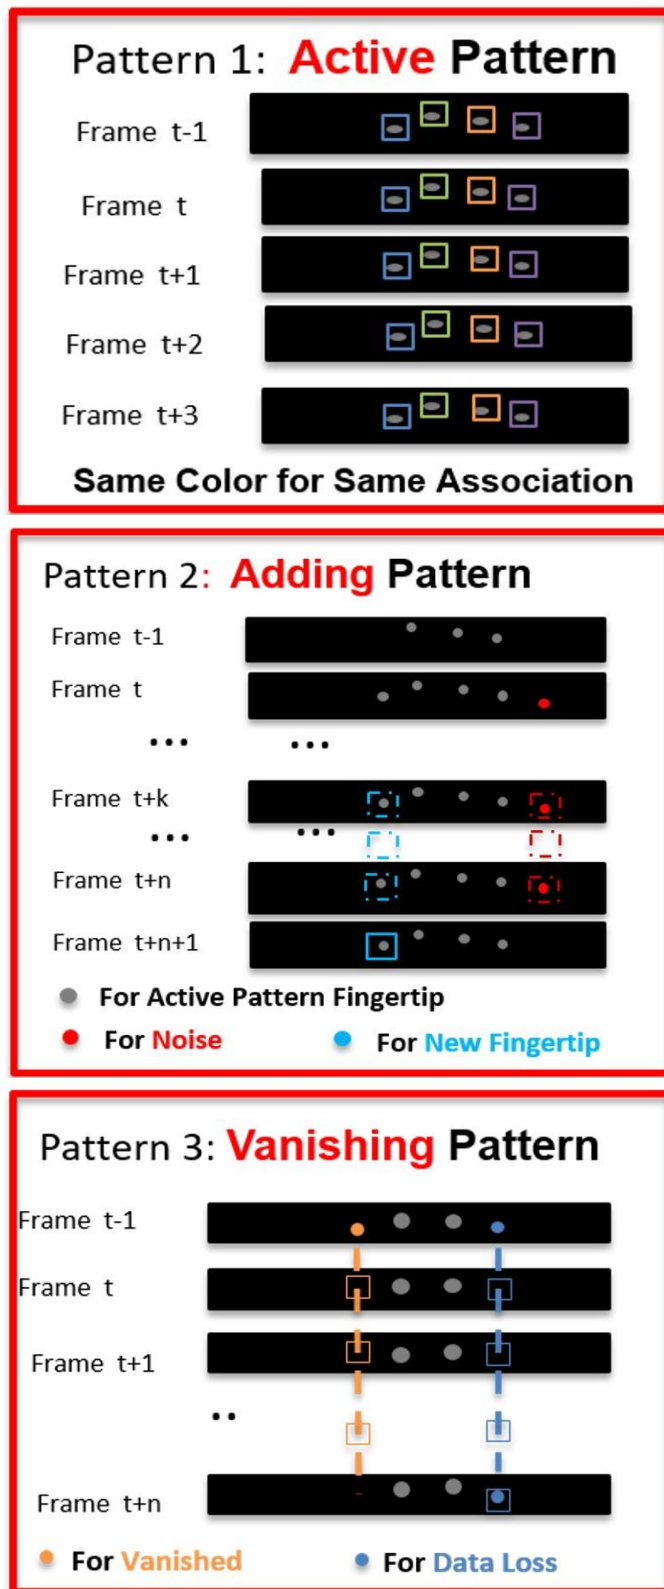 Pattern 1: Active Pattern
Frame t-1
Frame t
Frame t+1
Frame t+2
Frame t+3
Same Color for Same Association
Pattern 2: Adding Pattern
Frame t-1
Frame t
... ...
Frame t+k
... ...
Frame t+n
Frame t+n+1
For Active Pattern Fingertip
For Noise For New Fingertip
Pattern 3: Vanishing Pattern
Frame t-1
Frame t
Frame t+1
..
Frame t+n
For Vanished For Data Loss